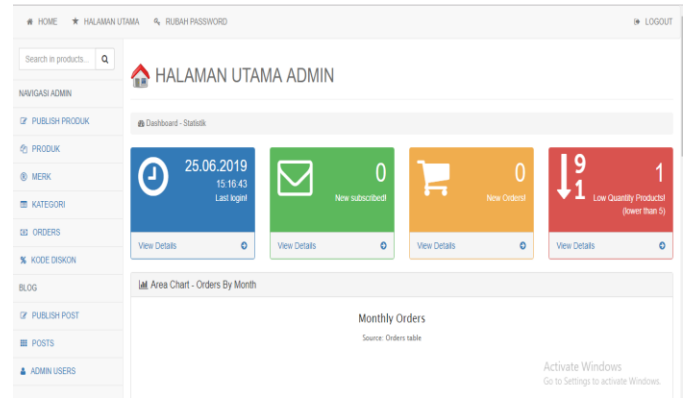 HOME HALAMAN UTAMA RUBAH PASSWORD LOGOUT
Search in products...
NAVIGASI ADMIN
PUBLISH PRODUK
PRODUK
MERK
KATEGORI
ORDERS
KODE DISKON
BLOG
PUBLISH POST
POSTS
ADMIN USERS
HALAMAN UTAMA ADMIN
Dashboard - Statistik
25.06.2019
15:16 43
Last login!
View Details
0
New subscribed!
View Details
0
New Orders!
View Details
9
1
1
Low Quantity Products!
(lower than 5)
View Details
Area Chart - Orders By Month
Monthly Orders
Source: Orders table
Activate Windows
Go to Settings to activate Windows.